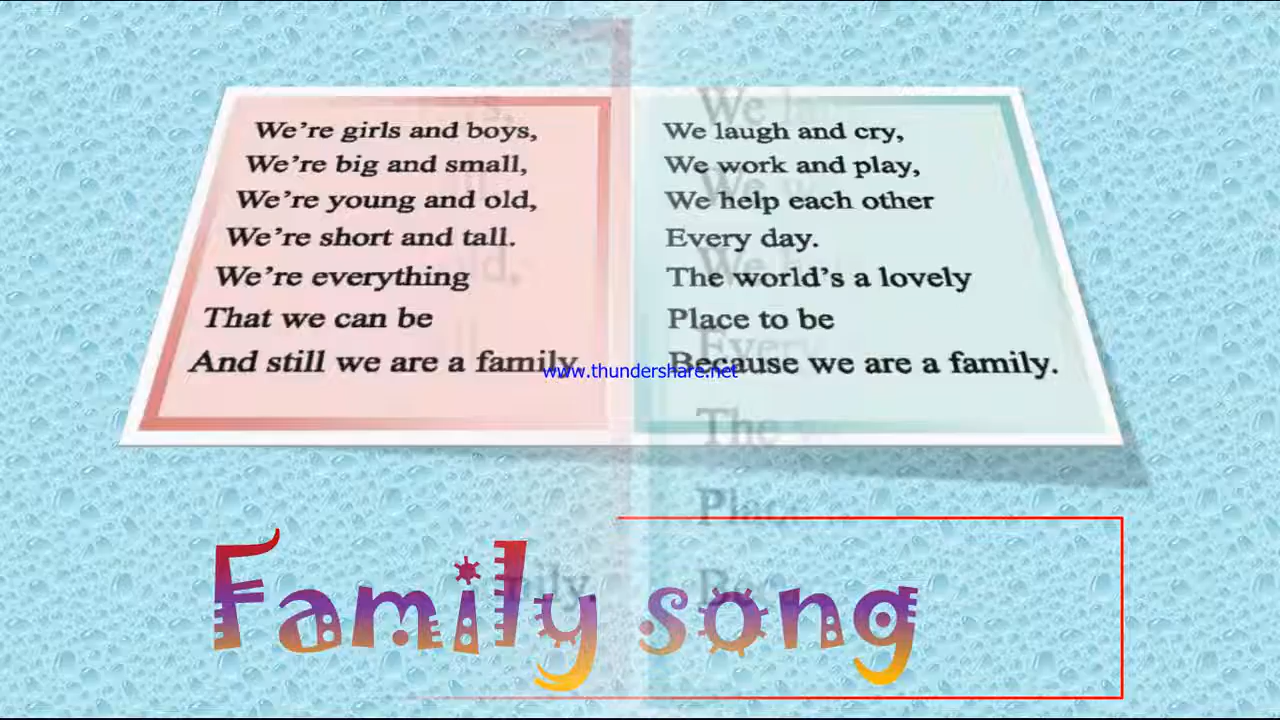 We're girls and boys,
We're big and small,
We're young and old,
We're short and tall.
We're everything
That we can be
And still we are a family.
We laugh and cry,
We work and play,
We help each other
Every day.
The world's a lovely
Place to be
Because we are a family.
www.thundershare.net
Family song